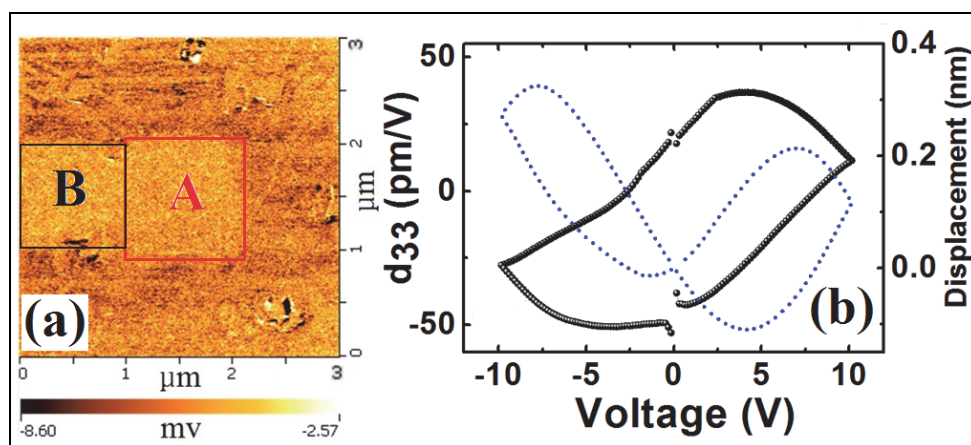 3
2
1
0
μm
B
A
(a)
0
1
2
3
μm
-8.60
mv
-2.57
50
0
-50
d33 (pm/V)
0.4
0.2
0.0
Displacement (nm)
(b)
-10
-5
0
5
10
Voltage (V)